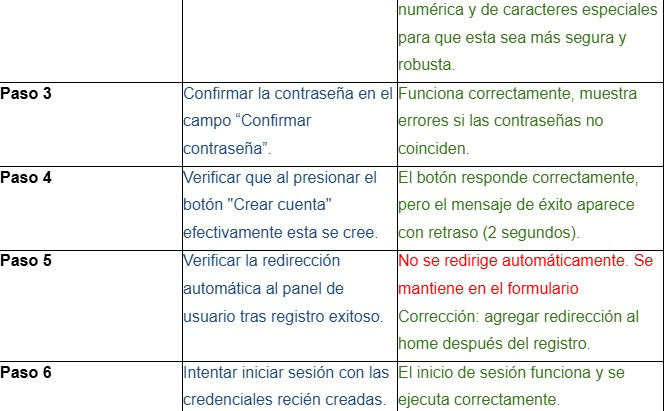 numérica y de caracteres especiales
para que esta sea más segura y
robusta.
Paso 3
Confirmar la contraseña en el
campo “Confirmar
contraseña”.
Funciona correctamente, muestra
errores si las contraseñas no
coinciden.
Paso 4
Verificar que al presionar el
botón "Crear cuenta"
efectivamente esta se cree.
El botón responde correctamente,
pero el mensaje de éxito aparece
con retraso (2 segundos).
Paso 5
Verificar la redirección
automática al panel de
usuario tras registro exitoso.
No se redirige automáticamente. Se
mantiene en el formulario
Corrección: agregar redirección al
home después del registro.
Paso 6
Intentar iniciar sesión con las
credenciales recién creadas.
El inicio de sesión funciona y se
ejecuta correctamente.